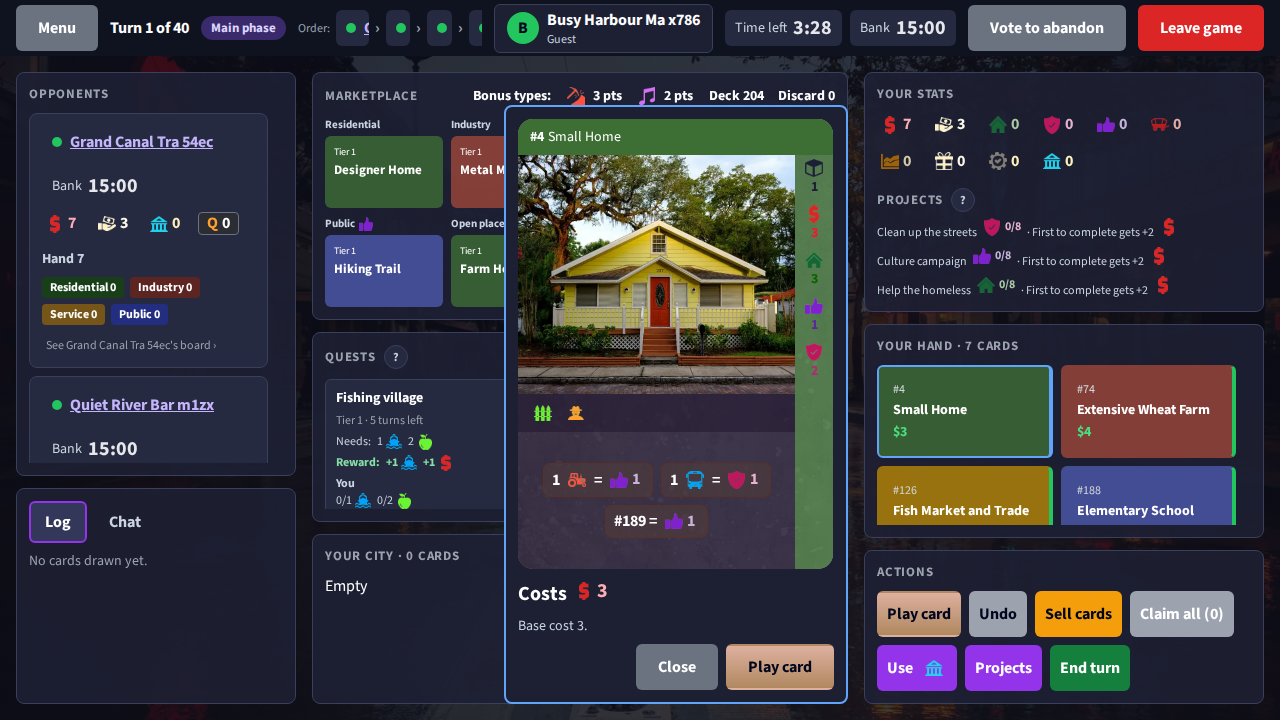 Menu
Turn 1 of 40
Main phase
Order:
›
›
›
B
Busy Harbour Ma x786
Guest
Time left 3:28
Bank 15:00
Vote to abandon
Leave game
OPPONENTS
Grand Canal Tra 54ec
Bank 15:00
7 3 0 Q 0
Hand 7
Residential 0 Industry 0
Service 0 Public 0
See Grand Canal Tra 54ec's board ›
Quiet River Bar m1zx
Bank 15:00
Log Chat
No cards drawn yet.
MARKETPLACE
Bonus types: 3 pts 2 pts Deck 204 Discard 0
Residential Industry
Tier 1
Designer Home
Tier 1
Metal M
Public Open place
Tier 1
Hiking Trail
Tier 1
Farm Ho
QUESTS ?
Fishing village
Tier 1 · 5 turns left
Needs: 1 2
Reward: +1 +1
You
0/1 0/2
YOUR CITY · 0 CARDS
Empty
#4 Small Home
1
3
3
1
2
1 = 1 1 = 1
#189 = 1
Costs 3
Base cost 3.
Close Play card
YOUR STATS
7 3 0 0 0 0
0 0 0 0
PROJECTS ?
Clean up the streets 0/8 · First to complete gets +2
Culture campaign 0/8 · First to complete gets +2
Help the homeless 0/8 · First to complete gets +2
YOUR HAND · 7 CARDS
#4
Small Home
$3
#74
Extensive Wheat Farm
$4
#126
Fish Market and Trade
#188
Elementary School
ACTIONS
Play card Undo Sell cards Claim all (0)
Use Projects End turn